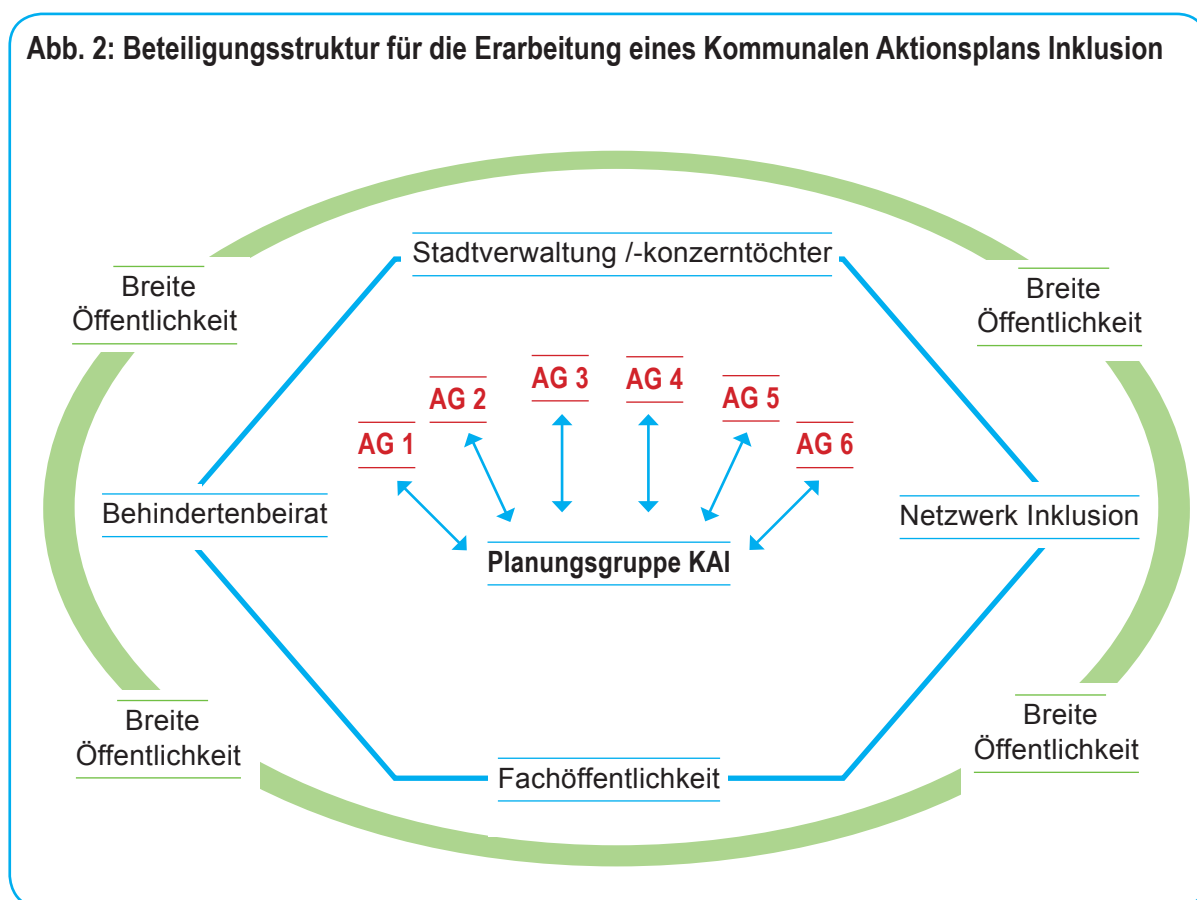 Abb. 2: Beteiligungsstruktur für die Erarbeitung eines Kommunalen Aktionsplans Inklusion
Stadtverwaltung /-konzerntöchter
Breite
Öffentlichkeit
Breite
Öffentlichkeit
AG 1
AG 2
AG 3
AG 4
AG 5
AG 6
Behindertenbeirat
Netzwerk Inklusion
Planungsgruppe KAI
Breite
Öffentlichkeit
Breite
Öffentlichkeit
Fachöffentlichkeit